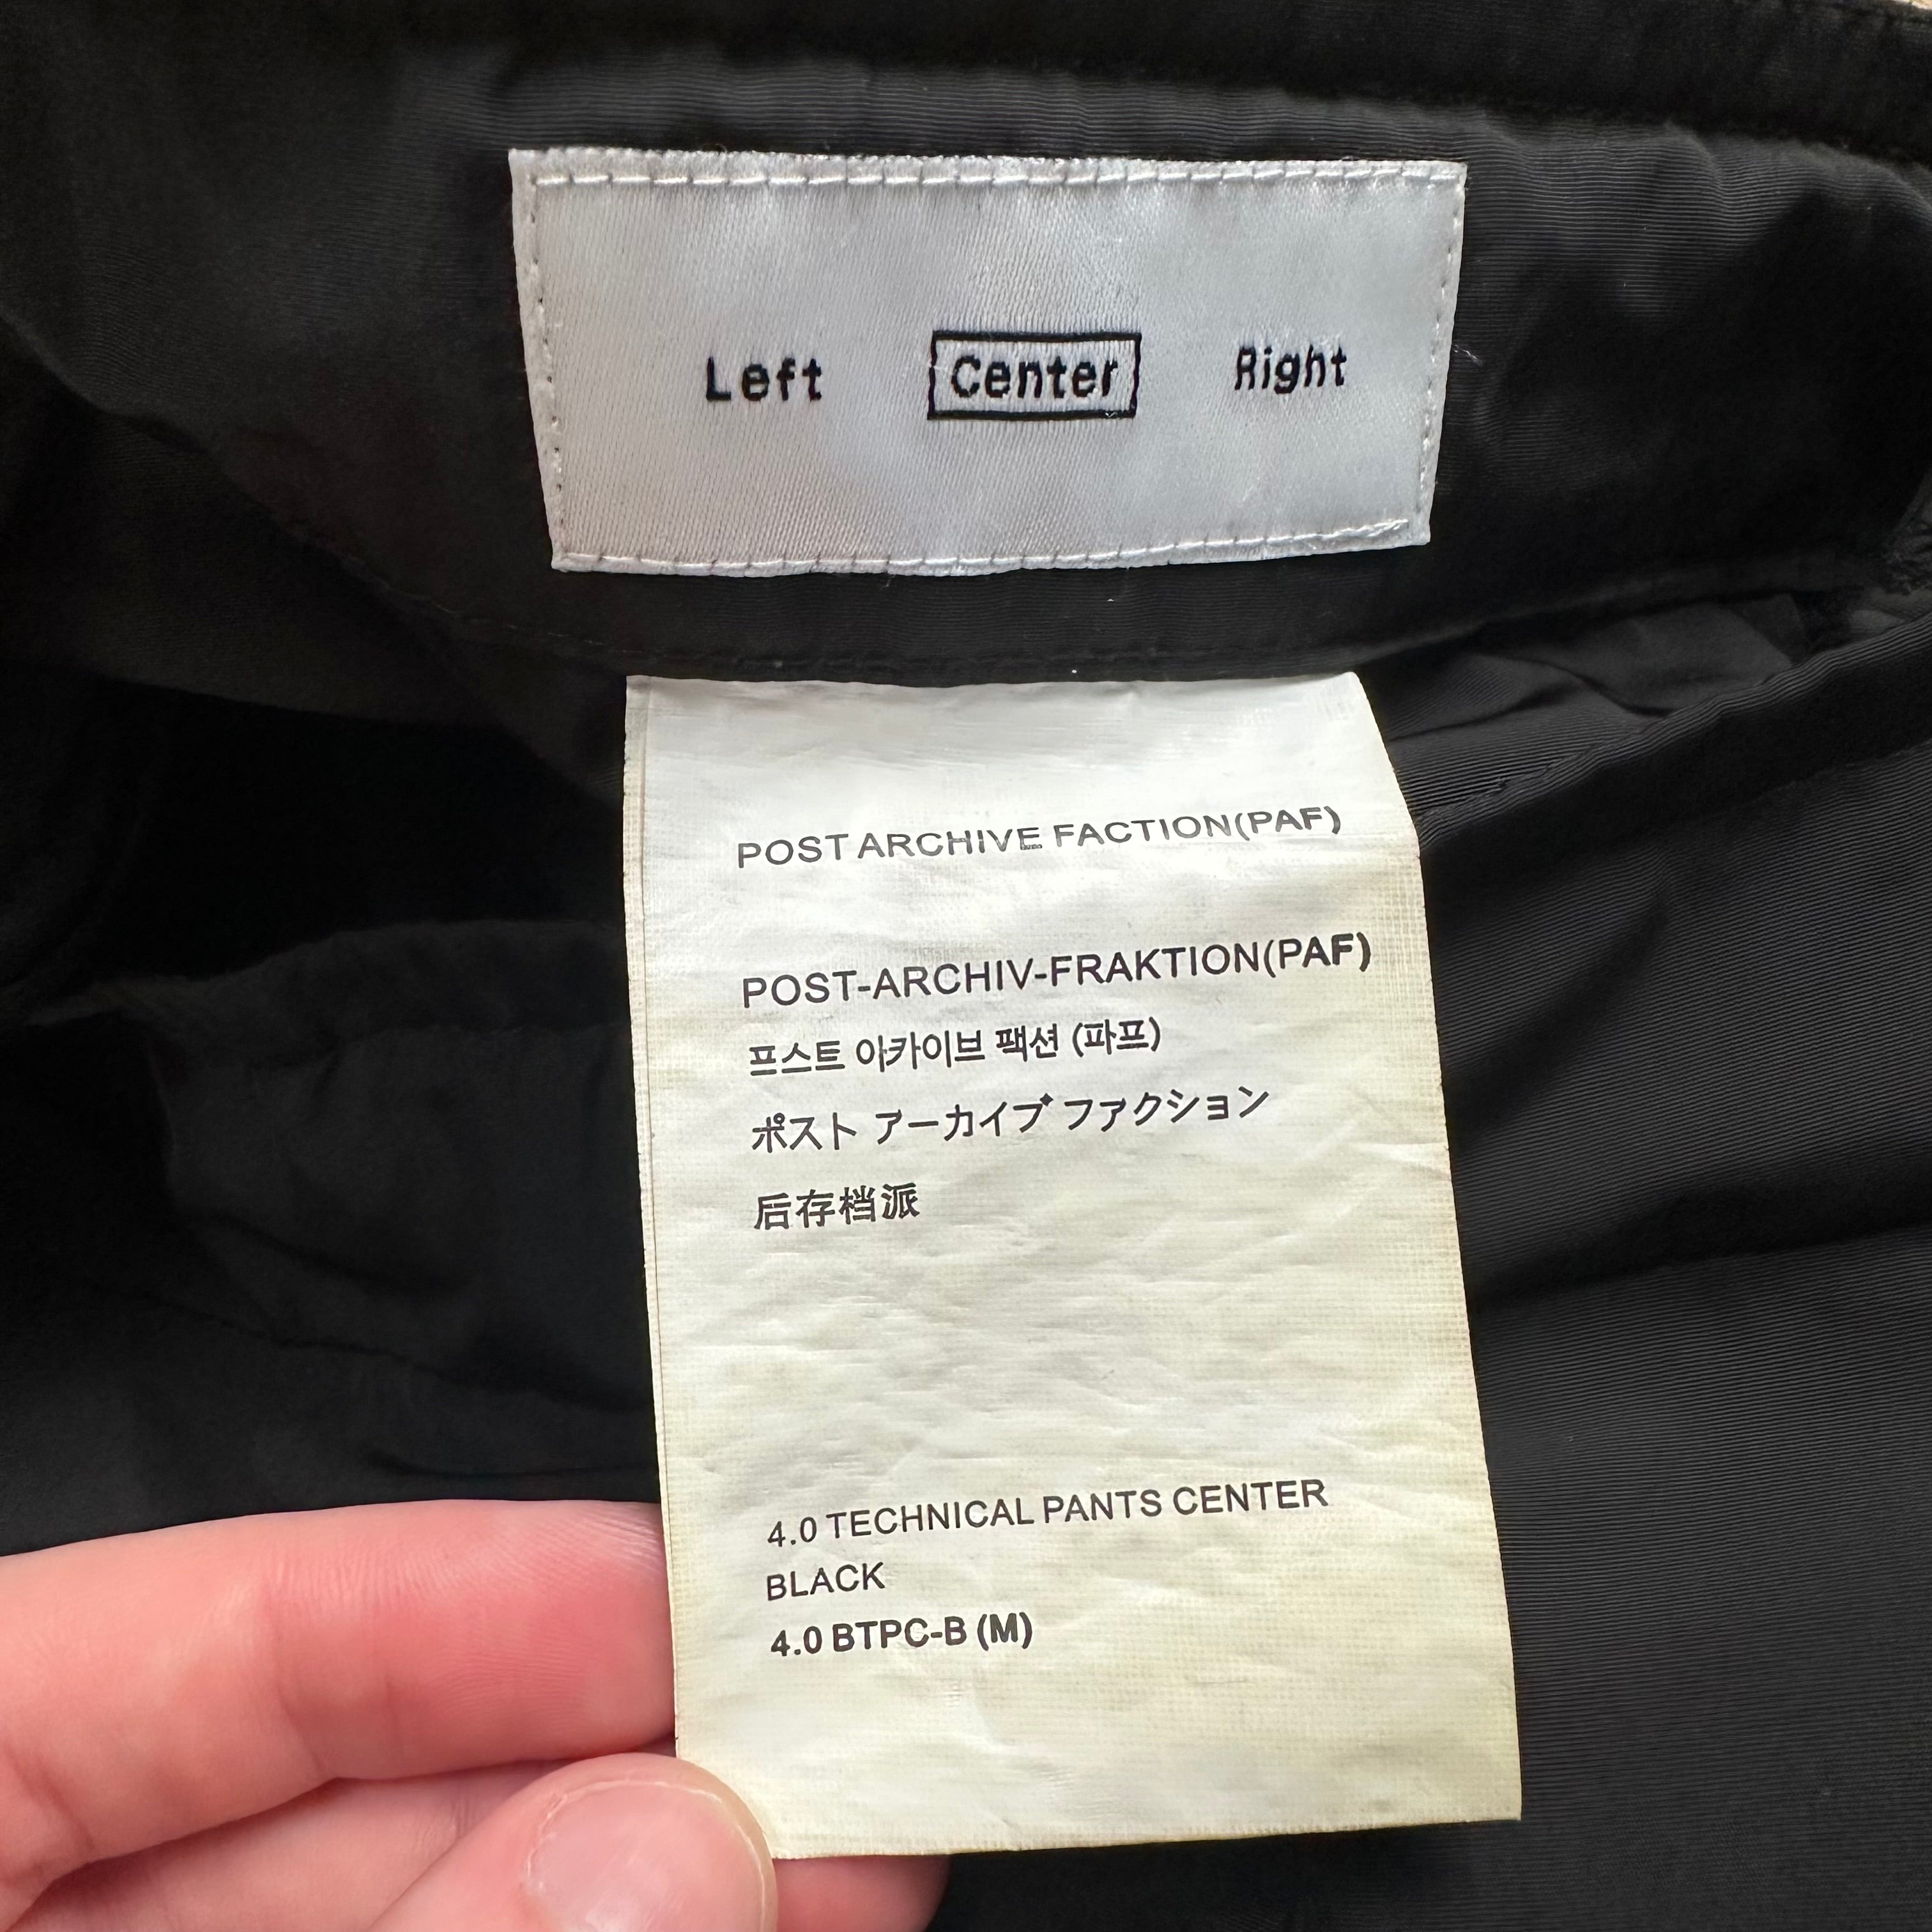 Left Center Right
POST ARCHIVE FACTION(PAF)
POST-ARCHIV-FRAKTION(PAF)
프스트 아카이브 팩션 (파프)
ポスト アーカイブ ファクション
后存档派
4.0 TECHNICAL PANTS CENTER
BLACK
4.0 BTPC-B (M)